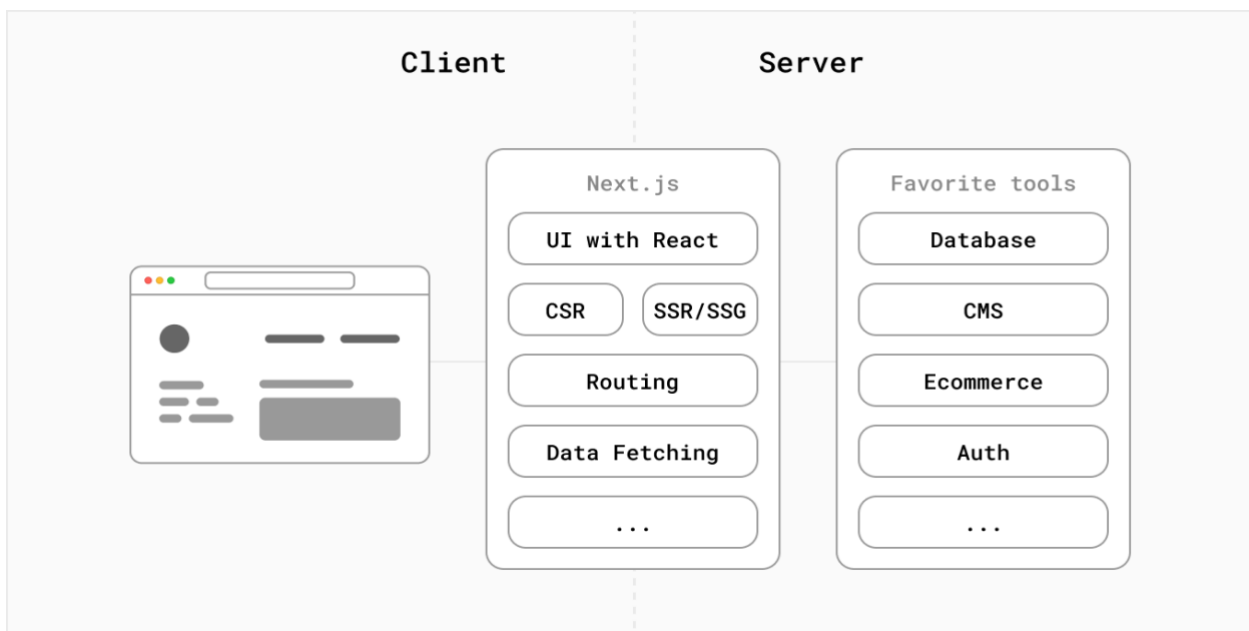 Client
Server
Next.js
UI with React
CSR
SSR/SSG
Routing
Data Fetching
...
Favorite tools
Database
CMS
Ecommerce
Auth
...